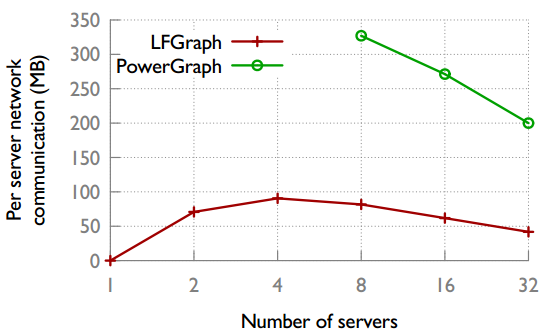 350
300
250
200
150
100
50
0
Per server network
communication (MB)
LFGraph
PowerGraph
1 2 4 8 16 32
Number of servers